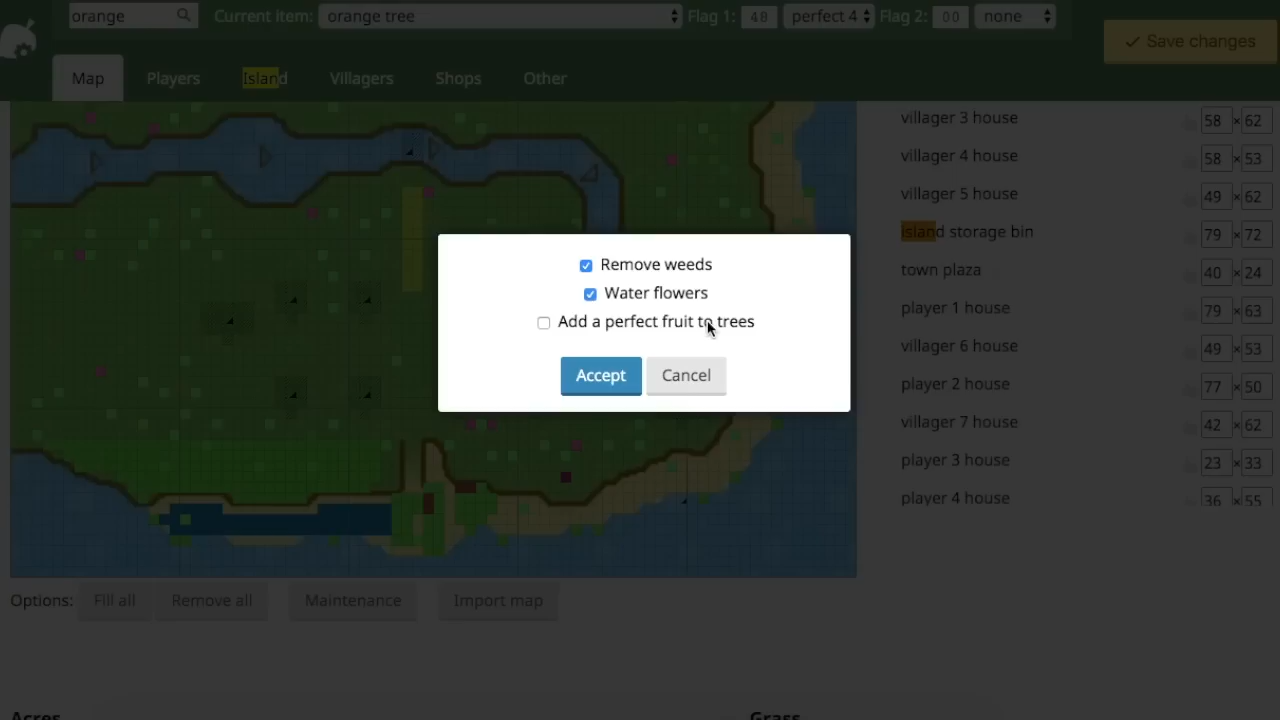 orange Current item: orange tree Flag 1: 48 perfect 4 Flag 2: 00 none
Save changes
Map Players Island Villagers Shops Other
villager 3 house 58 × 62
villager 4 house 58 × 53
villager 5 house 49 × 62
island storage bin 79 × 72
town plaza 40 × 24
player 1 house 79 × 63
villager 6 house 49 × 53
player 2 house 77 × 50
villager 7 house 42 × 62
player 3 house 23 × 33
player 4 house 36 × 55
Remove weeds
Water flowers
Add a perfect fruit to trees
Accept Cancel
Options: Fill all Remove all Maintenance Import map
Acres Grass